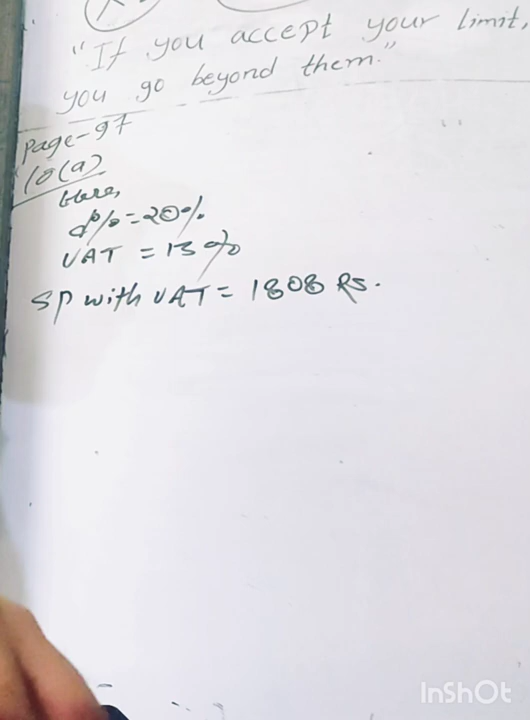 "If you accept your limit,
you go beyond them."
Page-97
10(a)
Here,
d% = 20%
VAT = 13%
SP with VAT = 1808 RS.
InShOt